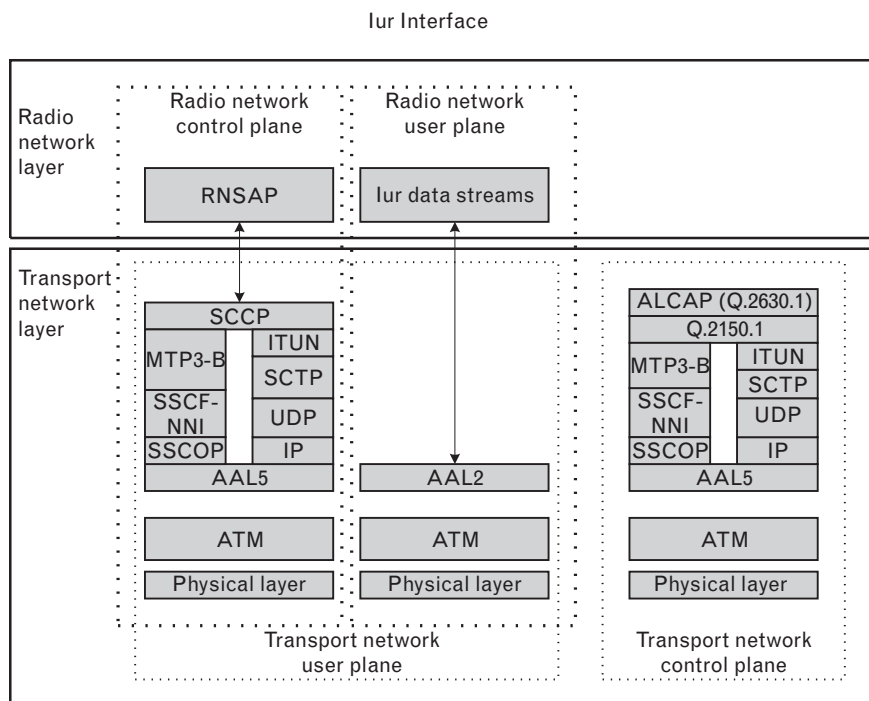 Iur Interface
Radio network
control plane
Radio network
user plane
Radio
network
layer
RNSAP
Iur data streams
Transport
network
layer
SCCP
MTP3-B
SSCF-
NNI
SSCOP
ITUN
SCTP
UDP
IP
AAL5
ATM
Physical layer
AAL2
ATM
Physical layer
Transport network
user plane
ALCAP (Q.2630.1)
Q.2150.1
MTP3-B
SSCF-
NNI
SSCOP
ITUN
SCTP
UDP
IP
AAL5
ATM
Physical layer
Transport network
control plane